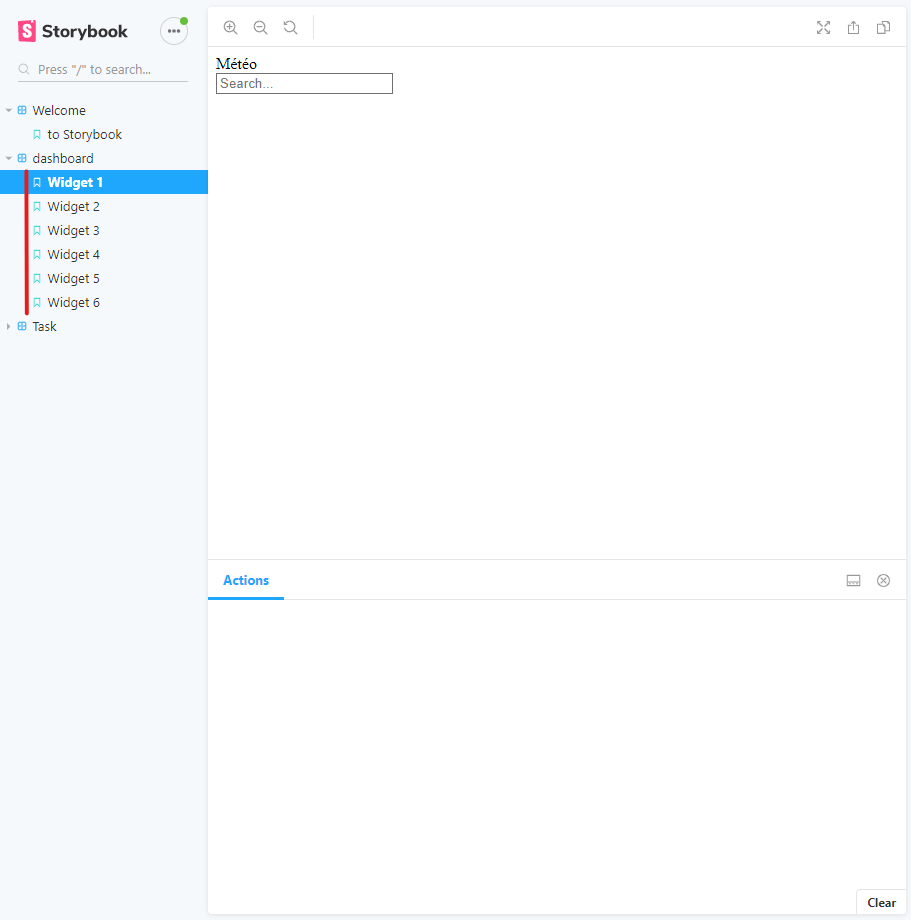 Storybook
Press "/" to search...
Welcome
to Storybook
dashboard
Widget 1
Widget 2
Widget 3
Widget 4
Widget 5
Widget 6
Task
Météo
Search...
Actions
Clear